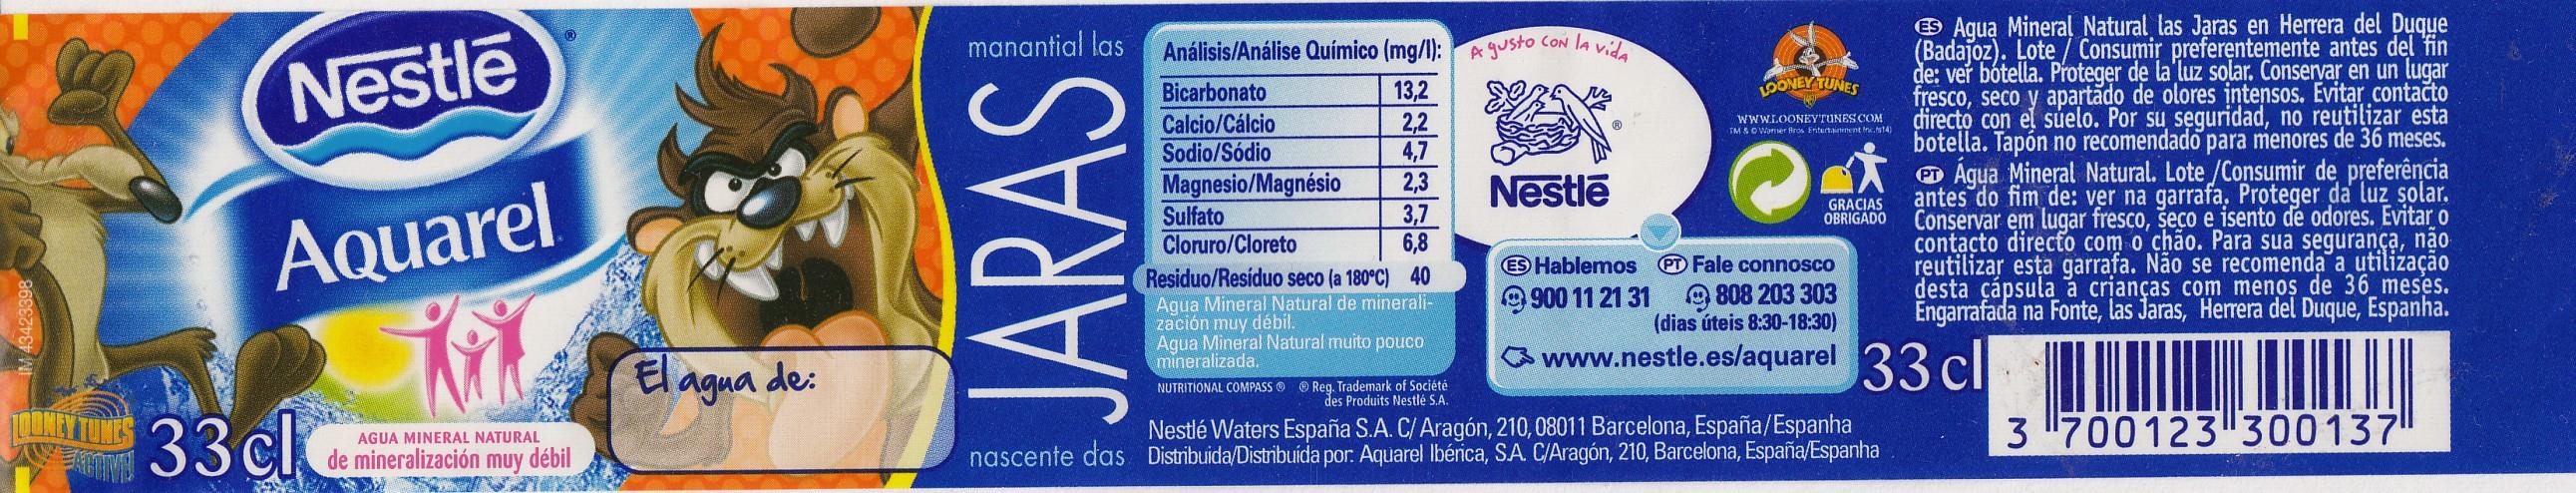 Nestlé
®
Aquarel
IM 43423398
LOONEY TUNES
ACTIVE!
33cl
AGUA MINERAL NATURAL
de mineralización muy débil
El agua de:
manantial las
JARAS
nascente das
Análisis/Análise Químico (mg/l):
Bicarbonato 13,2
Calcio/Cálcio 2,2
Sodio/Sódio 4,7
Magnesio/Magnésio 2,3
Sulfato 3,7
Cloruro/Cloreto 6,8
Residuo/Resíduo seco (a 180°C) 40
Agua Mineral Natural de minerali-
zación muy débil.
Agua Mineral Natural muito pouco
mineralizada.
NUTRITIONAL COMPASS ® ® Reg. Trademark of Société
des Produits Nestlé S.A.
A gusto con la vida
®
Nestlé
ES Hablemos PT Fale connosco
900 11 21 31 808 203 303
(dias úteis 8:30-18:30)
www.nestle.es/aquarel
Nestlé Waters España S.A. C/ Aragón, 210, 08011 Barcelona, España/Espanha
Distribuida/Distribuída por: Aquarel Ibérica, S.A. C/Aragón, 210, Barcelona, España/Espanha
LOONEY TUNES
WWW.LOONEYTUNES.COM
TM & © Warner Bros. Entertainment Inc. (s14)
GRACIAS
OBRIGADO
ES Agua Mineral Natural las Jaras en Herrera del Duque
(Badajoz). Lote / Consumir preferentemente antes del fin
de: ver botella. Proteger de la luz solar. Conservar en un lugar
fresco, seco y apartado de olores intensos. Evitar contacto
directo con el suelo. Por su seguridad, no reutilizar esta
botella. Tapón no recomendado para menores de 36 meses.
PT Água Mineral Natural. Lote /Consumir de preferência
antes do fim de: ver na garrafa. Proteger da luz solar.
Conservar em lugar fresco, seco e isento de odores. Evitar o
contacto directo com o chão. Para sua segurança, não
reutilizar esta garrafa. Não se recomenda a utilização
desta cápsula a crianças com menos de 36 meses.
Engarrafada na Fonte, las Jaras, Herrera del Duque, Espanha.
33cl
3 700123 300137